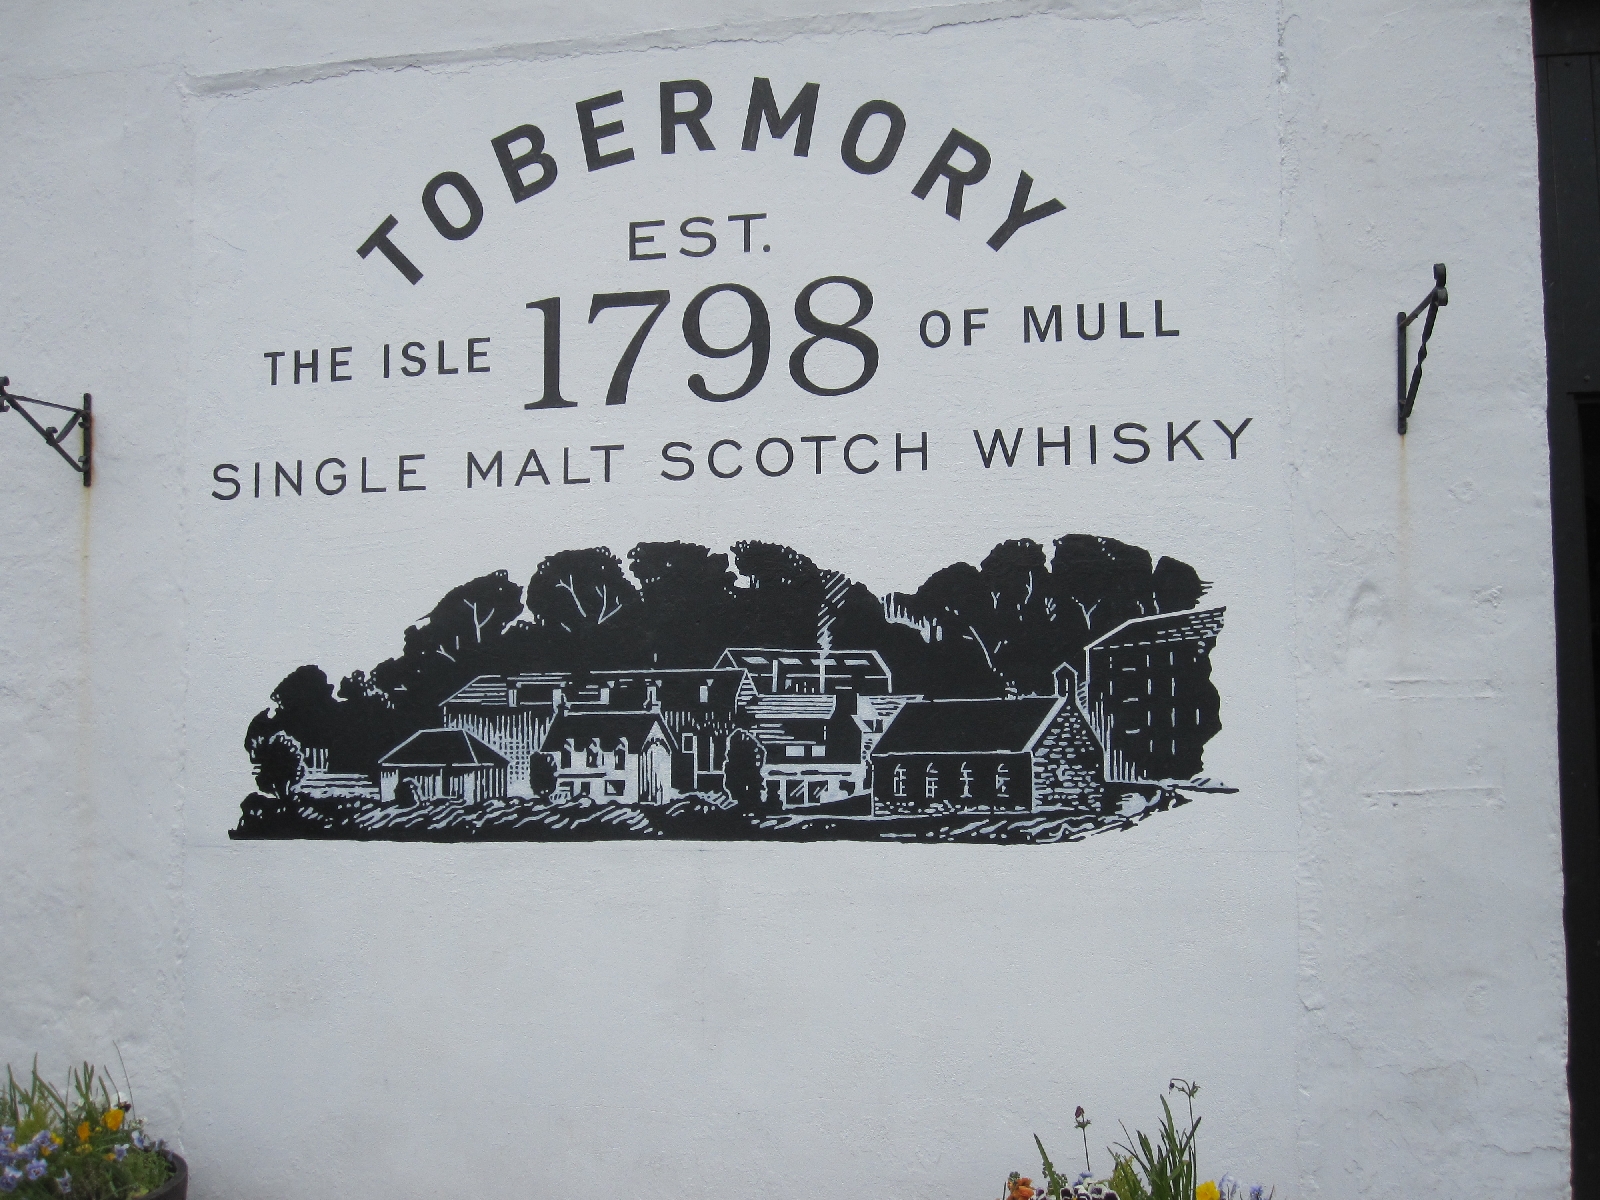 TOBERMORY
EST.
THE ISLE 1798 OF MULL
SINGLE MALT SCOTCH WHISKY